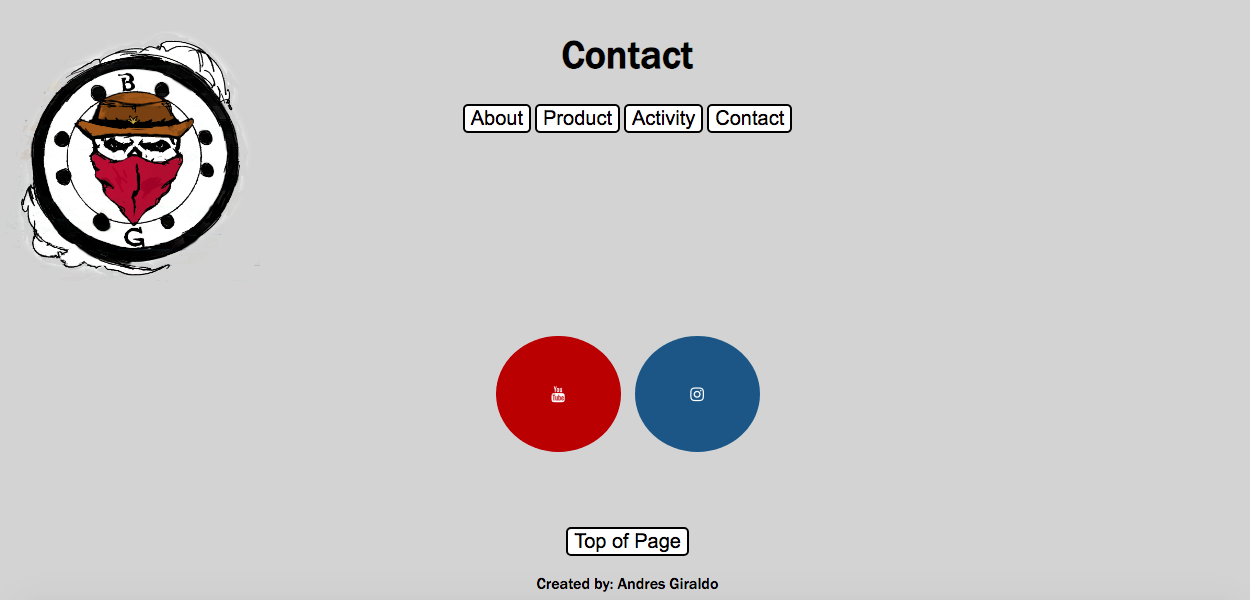 B
G
Contact
About Product Activity Contact
You
Tube
Top of Page
Created by: Andres Giraldo